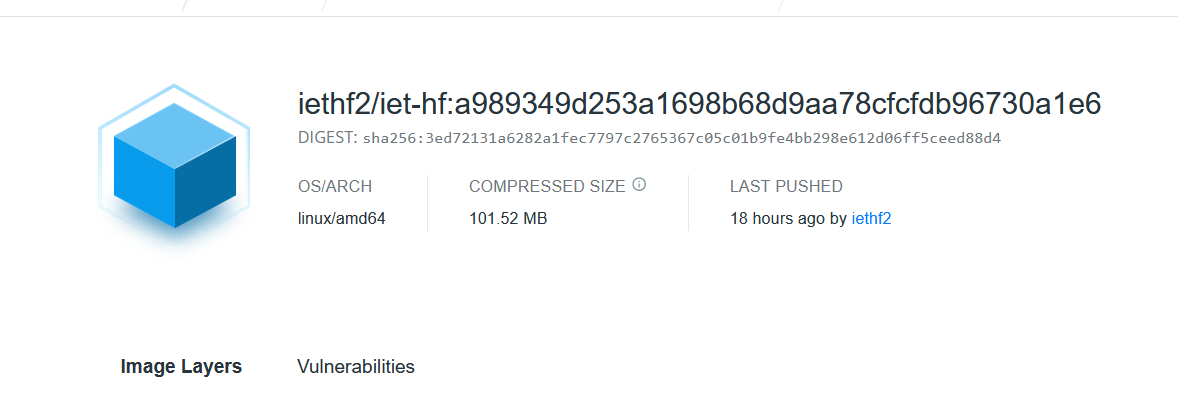 iethf2/iet-hf:a989349d253a1698b68d9aa78cfcfdb96730a1e6
DIGEST: sha256:3ed72131a6282a1fec7797c2765367c05c01b9fe4bb298e612d06ff5ceed88d4
OS/ARCH
COMPRESSED SIZE
LAST PUSHED
linux/amd64
101.52 MB
18 hours ago by iethf2
Image Layers
Vulnerabilities